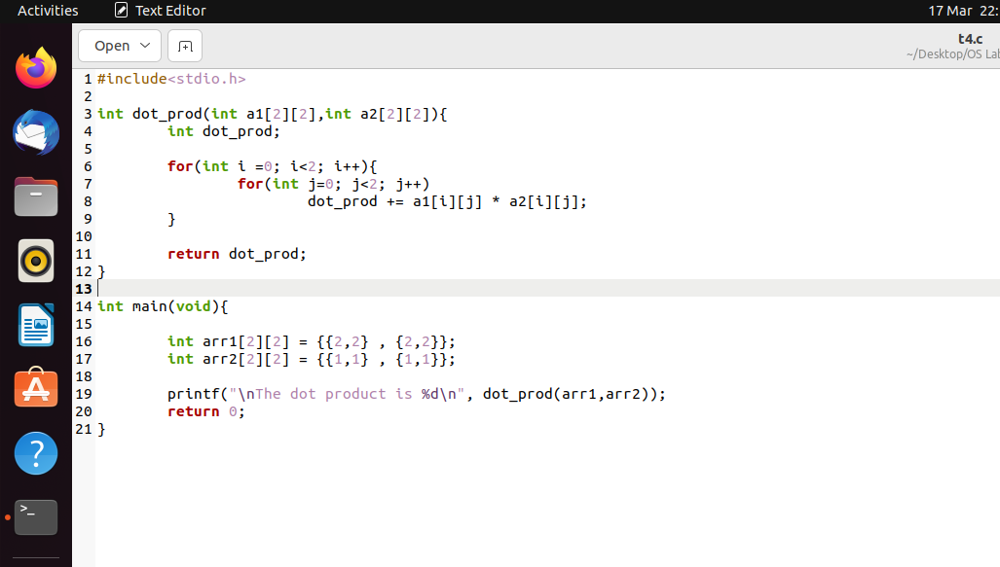 Activities Text Editor 17 Mar 22:
Open t4.c
~/Desktop/OS Lab
1 #include<stdio.h>
2
3 int dot_prod(int a1[2][2],int a2[2][2]){
4         int dot_prod;
5
6         for(int i =0; i<2; i++){
7                 for(int j=0; j<2; j++)
8                         dot_prod += a1[i][j] * a2[i][j];
9         }
10
11         return dot_prod;
12 }
13
14 int main(void){
15
16         int arr1[2][2] = {{2,2} , {2,2}};
17         int arr2[2][2] = {{1,1} , {1,1}};
18
19         printf("\nThe dot product is %d\n", dot_prod(arr1,arr2));
20         return 0;
21 }